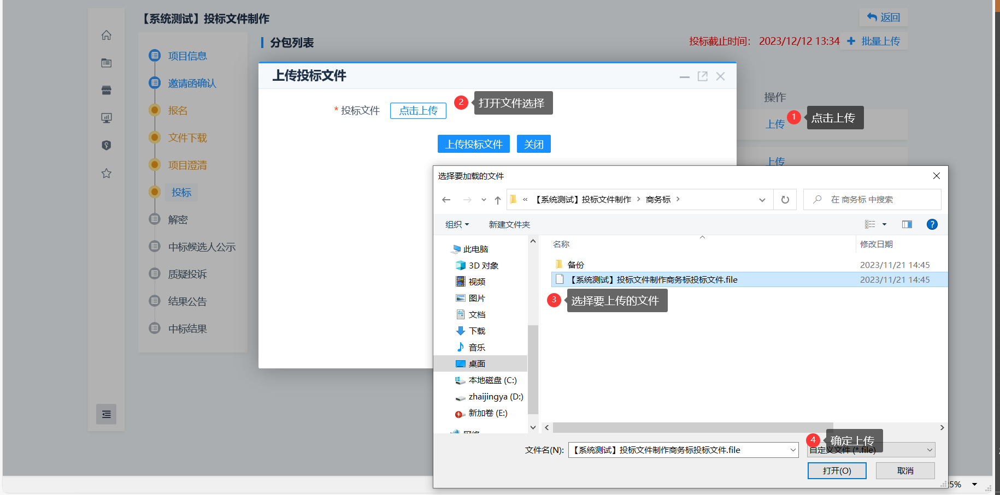 【系统测试】投标文件制作
返回
分包列表
投标截止时间： 2023/12/12 13:34
批量上传
项目信息
邀请函确认
报名
文件下载
项目澄清
投标
解密
中标候选人公示
质疑投诉
结果公告
中标结果
操作
上传
1
点击上传
上传
上传投标文件
* 投标文件
点击上传
2
打开文件选择
上传投标文件
关闭
选择要加载的文件
« 【系统测试】投标文件制作 › 商务标 ›
在 商务标 中搜索
组织
新建文件夹
?
此电脑
3D 对象
视频
图片
文档
下载
音乐
桌面
本地磁盘 (C:)
zhaijingya (D:)
新加卷 (E:)
网络
名称
修改日期
备份
2023/11/21 14:45
【系统测试】投标文件制作商务标投标文件.file
2023/11/21 14:45
3
选择要上传的文件
4
确定上传
文件名(N):
【系统测试】投标文件制作商务标投标文件.file
自定义文件 (*.file)
打开(O)
取消
5%